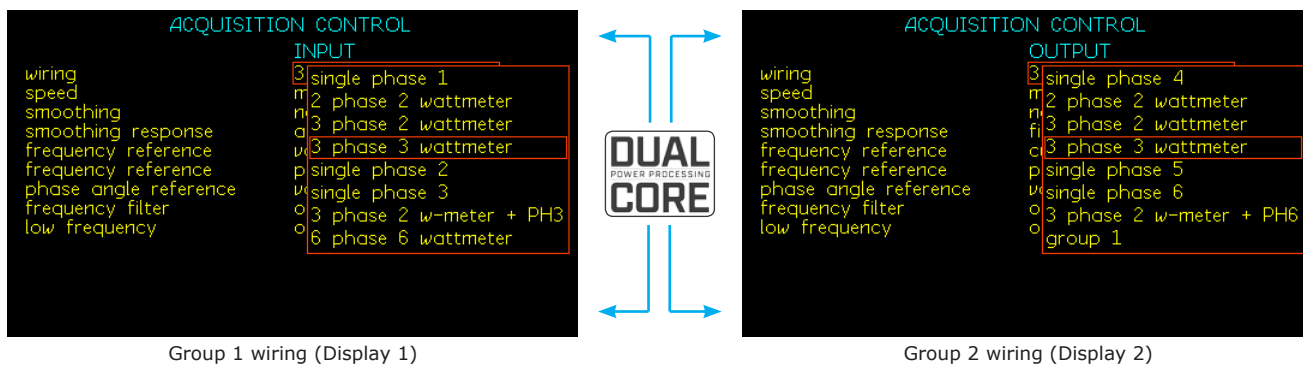 ACQUISITION CONTROL
INPUT
wiring
speed
smoothing
smoothing response
frequency reference
frequency reference
phase angle reference
frequency filter
low frequency
3
single phase 1
2 phase 2 wattmeter
3 phase 2 wattmeter
3 phase 3 wattmeter
single phase 2
single phase 3
3 phase 2 w-meter + PH3
6 phase 6 wattmeter
Group 1 wiring (Display 1)
DUAL
POWER PROCESSING
CORE
ACQUISITION CONTROL
OUTPUT
wiring
speed
smoothing
smoothing response
frequency reference
frequency reference
phase angle reference
frequency filter
low frequency
3
single phase 4
2 phase 2 wattmeter
3 phase 2 wattmeter
3 phase 3 wattmeter
single phase 5
single phase 6
3 phase 2 w-meter + PH6
group 1
Group 2 wiring (Display 2)